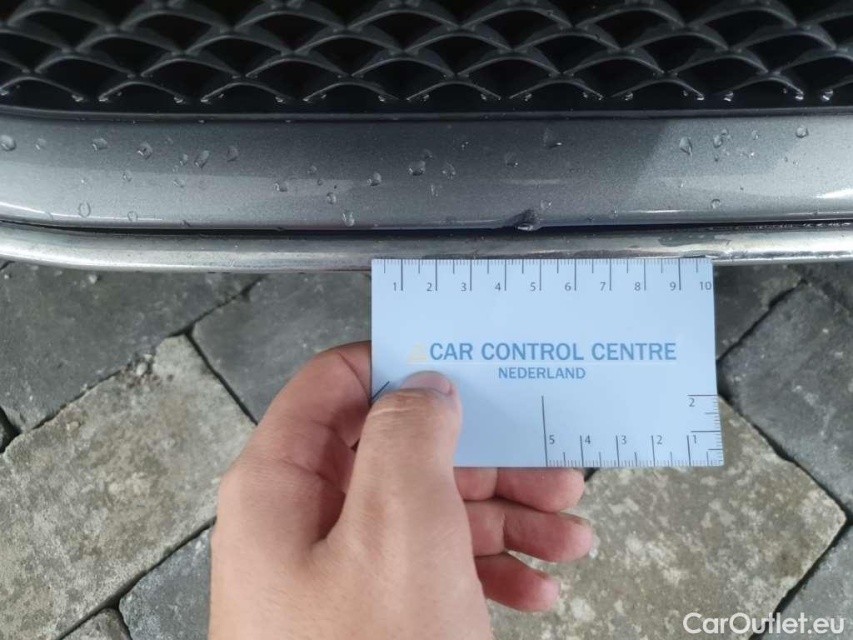 1 2 3 4 5 6 7 8 9 10
CAR CONTROL CENTRE
NEDERLAND
2
5 4 3 2 1
CarOutlet.eu